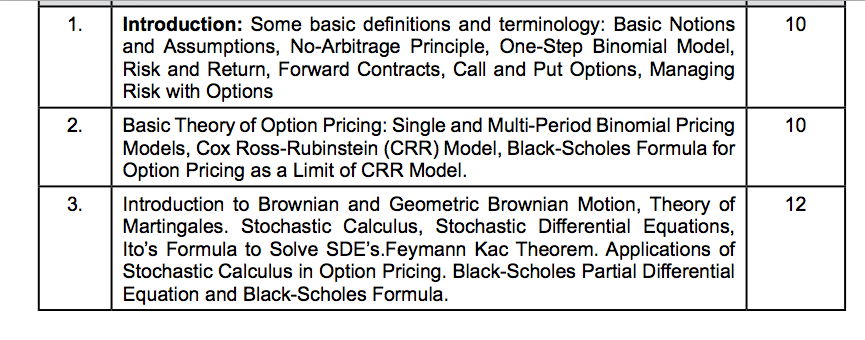 1. Introduction: Some basic definitions and terminology: Basic Notions 10
and Assumptions, No-Arbitrage Principle, One-Step Binomial Model,
Risk and Return, Forward Contracts, Call and Put Options, Managing
Risk with Options
2. Basic Theory of Option Pricing: Single and Multi-Period Binomial Pricing 10
Models, Cox Ross-Rubinstein (CRR) Model, Black-Scholes Formula for
Option Pricing as a Limit of CRR Model.
3. Introduction to Brownian and Geometric Brownian Motion, Theory of 12
Martingales. Stochastic Calculus, Stochastic Differential Equations,
Ito's Formula to Solve SDE's.Feymann Kac Theorem. Applications of
Stochastic Calculus in Option Pricing. Black-Scholes Partial Differential
Equation and Black-Scholes Formula.